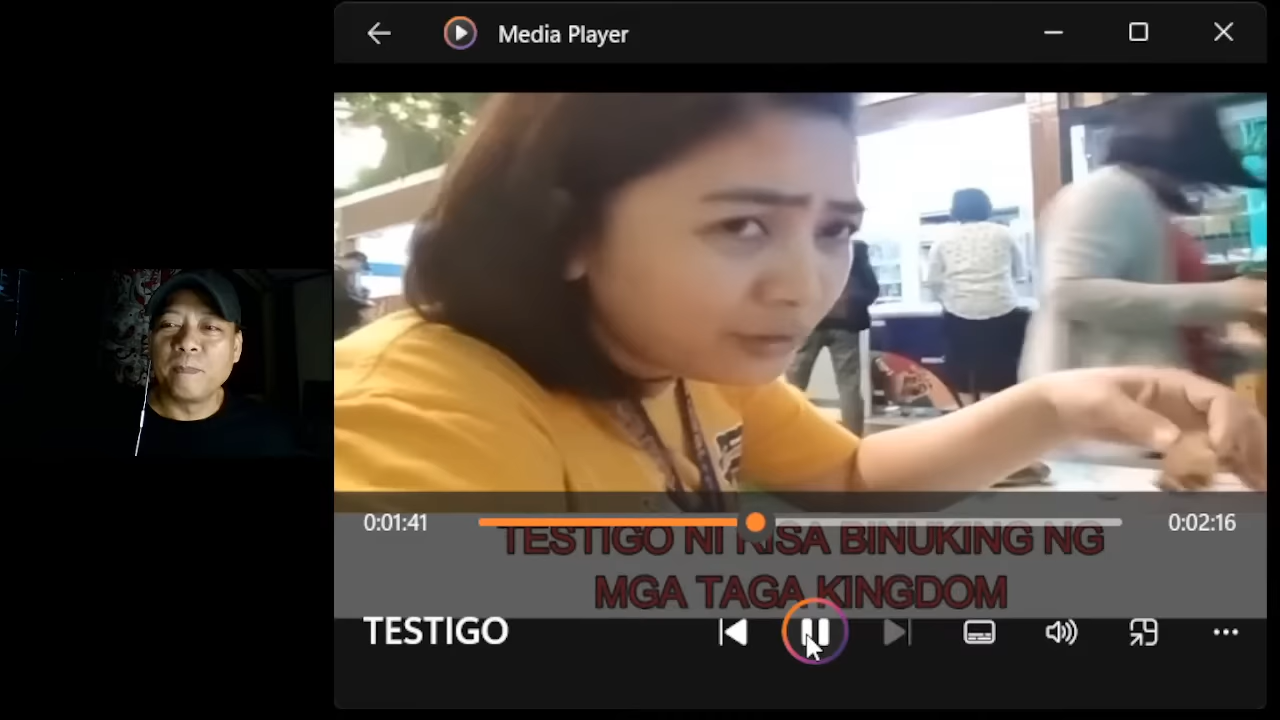 Media Player
0:01:41
0:02:16
TESTIGO NI RISA BINUKING NG
MGA TAGA KINGDOM
TESTIGO